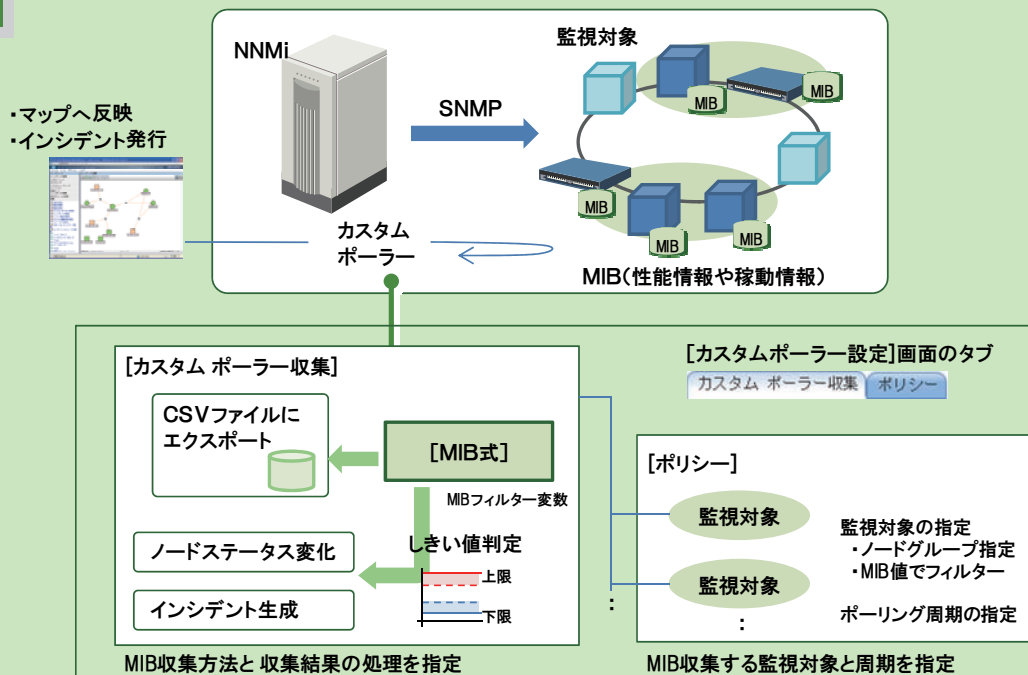 NNMi
監視対象
SNMP
MIB
MIB
MIB
MIB
MIB
・マップへ反映
・インシデント発行
カスタム
ポーラー
MIB（性能情報や稼動情報）
[カスタム ポーラー収集]
CSVファイルに
エクスポート
[MIB式]
MIBフィルター変数
ノードステータス変化
しきい値判定
上限
下限
インシデント生成
MIB収集方法と 収集結果の処理を指定
[カスタムポーラー設定]画面のタブ
カスタム ポーラー収集 ポリシー
[ポリシー]
監視対象
監視対象
:
:
監視対象の指定
・ノードグループ指定
・MIB値でフィルター
ポーリング周期の指定
MIB収集する監視対象と周期を指定